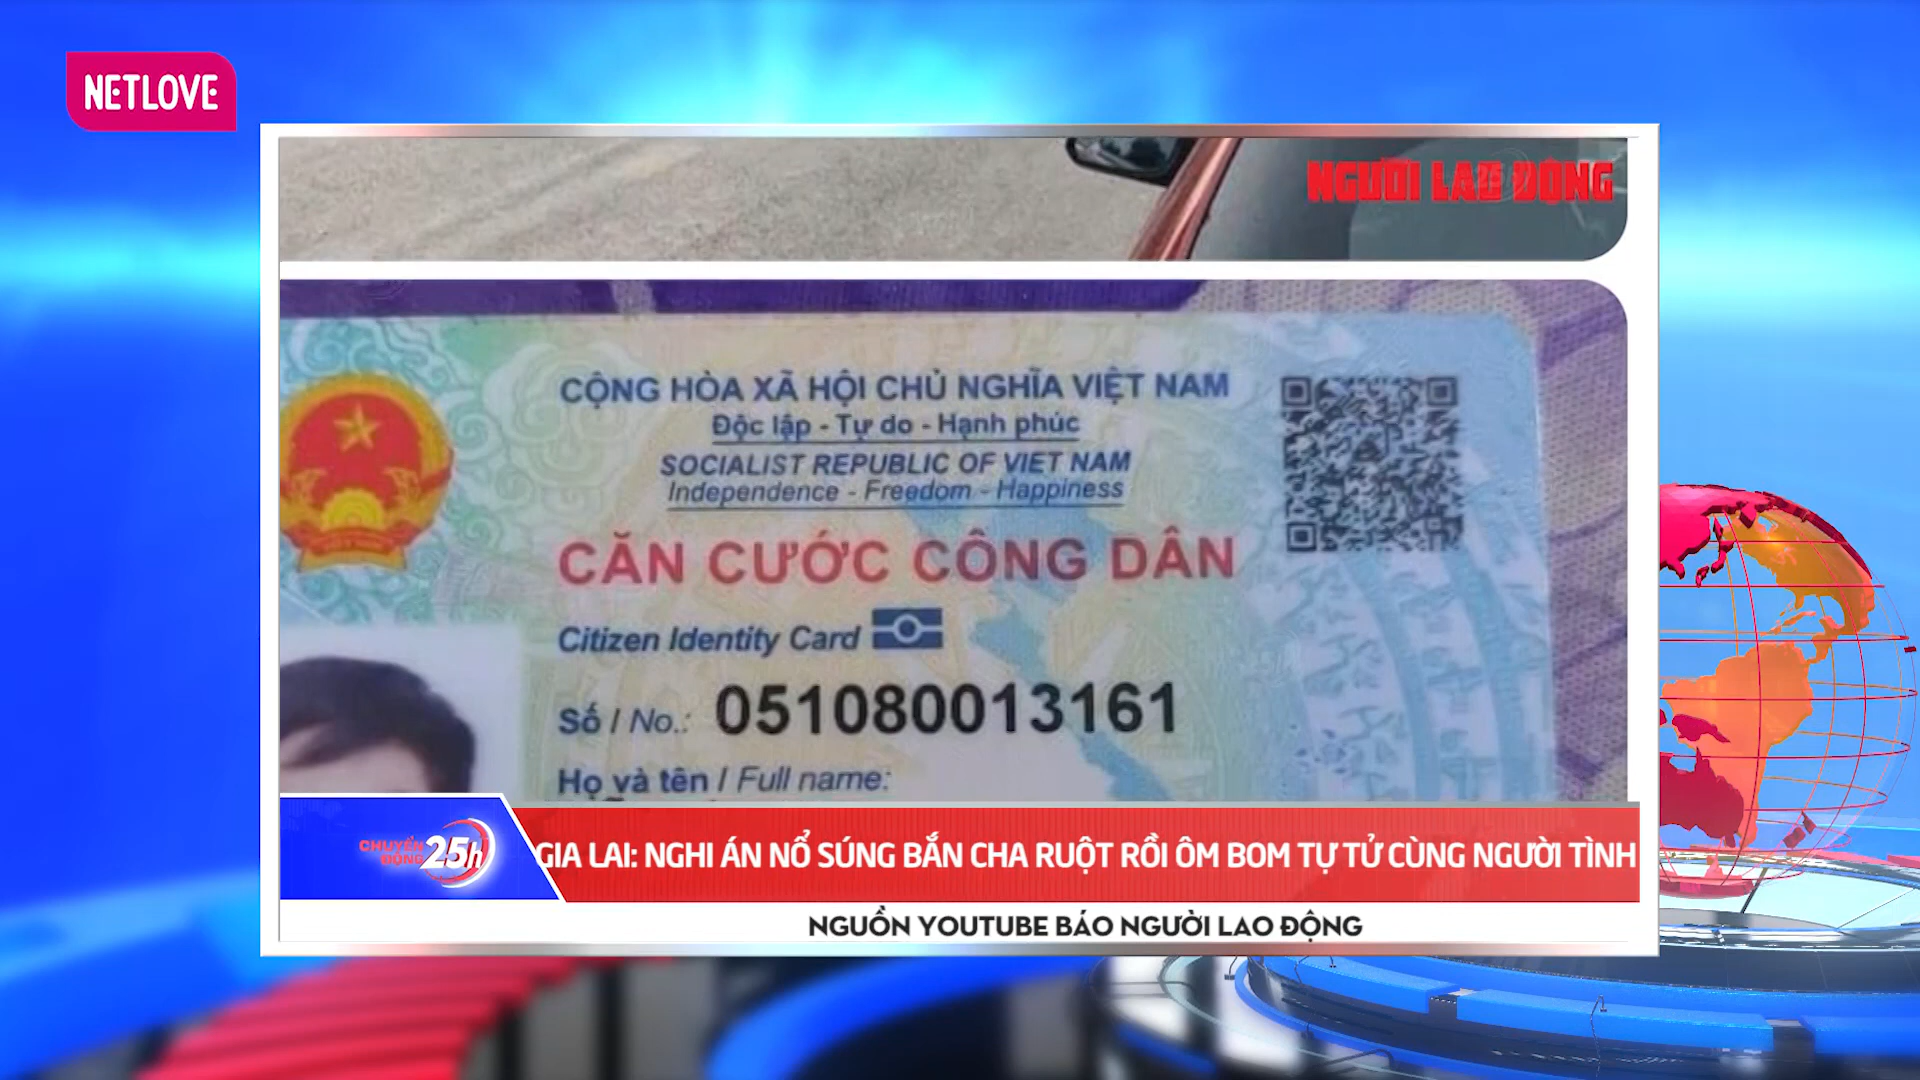 NETLOVE
NGƯỜI LAO ĐỘNG
CỘNG HÒA XÃ HỘI CHỦ NGHĨA VIỆT NAM
Độc lập - Tự do - Hạnh phúc
SOCIALIST REPUBLIC OF VIET NAM
Independence - Freedom - Happiness
CĂN CƯỚC CÔNG DÂN
Citizen Identity Card
Số / No.: 051080013161
Họ và tên / Full name:
CHUYỂN ĐỘNG 25h
GIA LAI: NGHI ÁN NỔ SÚNG BẮN CHA RUỘT RỒI ÔM BOM TỰ TỬ CÙNG NGƯỜI TÌNH
NGUỒN YOUTUBE BÁO NGƯỜI LAO ĐỘNG